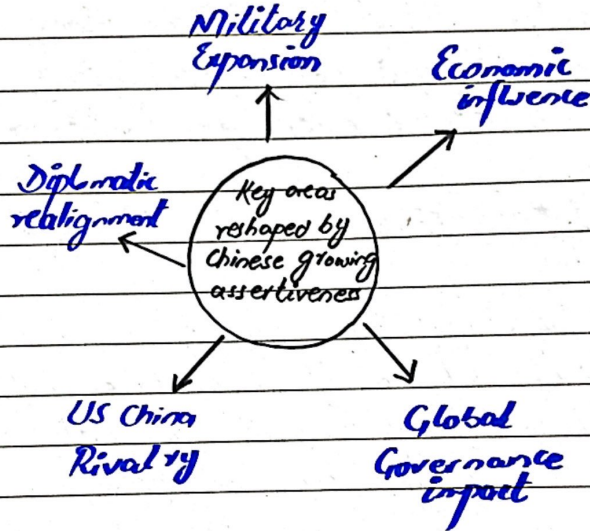 Military
Expansion
Economic
influence
Diplomatic
realignment
Key areas
reshaped by
Chinese growing
assertiveness
US China
Rivalry
Global
Governance
impact